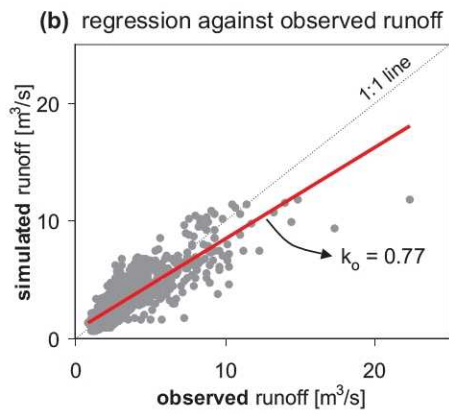 (b) regression against observed runoff
simulated runoff [m³/s]
20
10
0
1:1 line
kₒ = 0.77
0
10
20
observed runoff [m³/s]